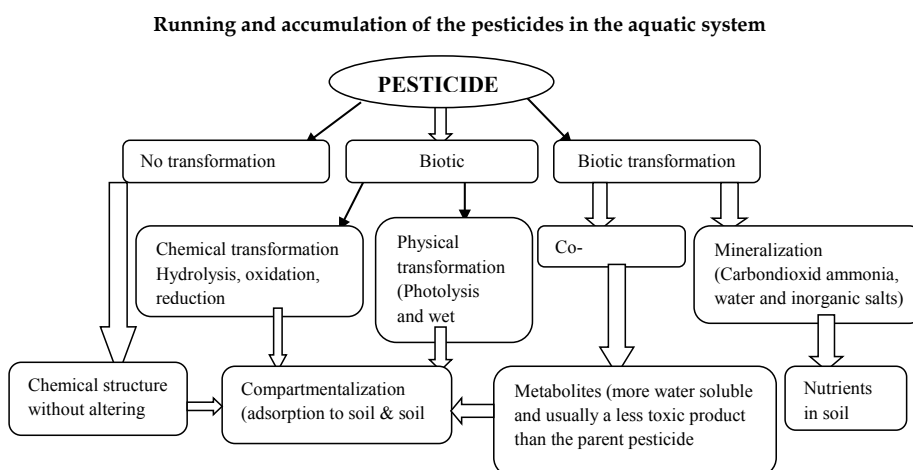 Running and accumulation of the pesticides in the aquatic system
PESTICIDE
No transformation
Biotic
Biotic transformation
Chemical transformation
Hydrolysis, oxidation,
reduction
Physical
transformation
(Photolysis
and wet
Co-
Mineralization
(Carbondioxid ammonia,
water and inorganic salts)
Chemical structure
without altering
Compartmentalization
(adsorption to soil & soil
Metabolites (more water soluble
and usually a less toxic product
than the parent pesticide
Nutrients
in soil